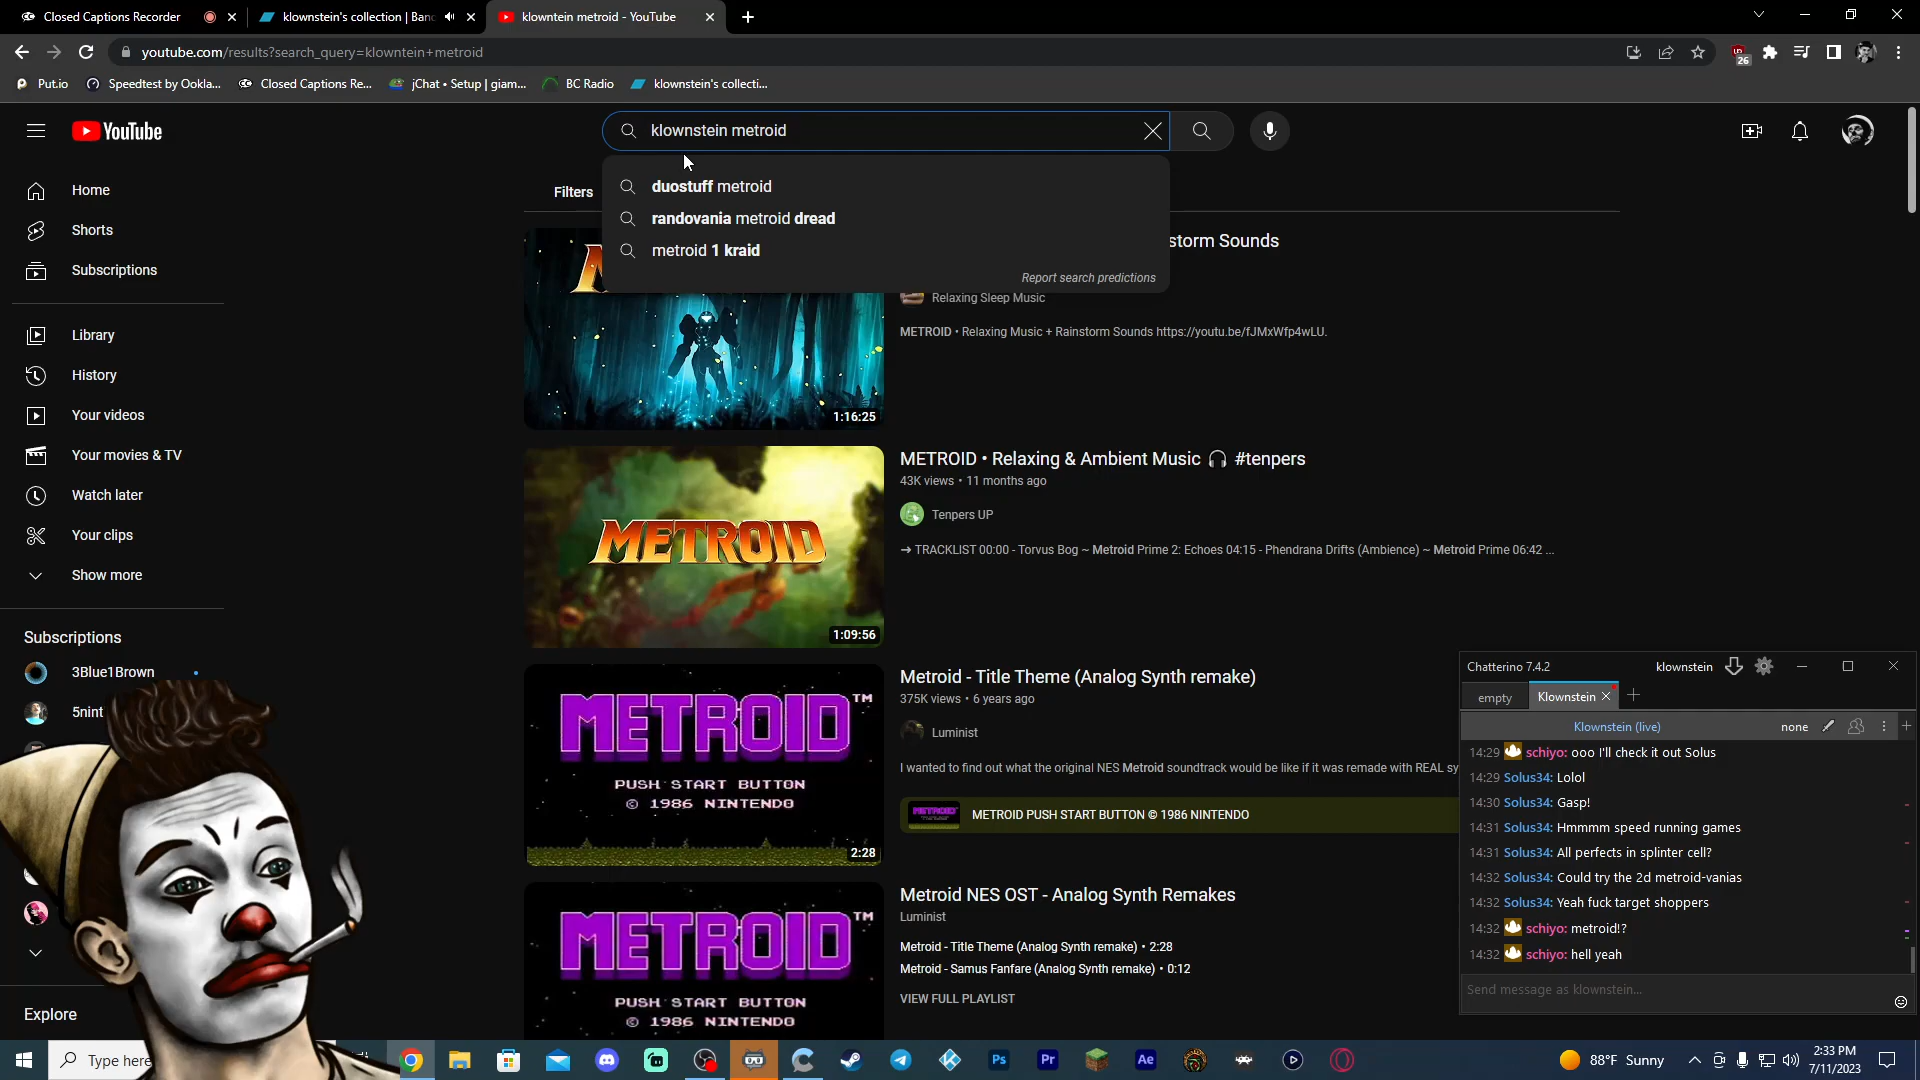 Closed Captions Recorder
klownstein's collection | Banc
klowntein metroid - YouTube
youtube.com/results?search_query=klowntein+metroid
26
Put.io
Speedtest by Ookla...
Closed Captions Re...
jChat • Setup | giam...
BC Radio
klownstein's collecti...
YouTube
klownstein metroid
duostuff metroid
randovania metroid dread
metroid 1 kraid
Report search predictions
Home
Shorts
Subscriptions
Library
History
Your videos
Your movies & TV
Watch later
Your clips
Show more
Subscriptions
3Blue1Brown
5nint
Explore
Filters
storm Sounds
Relaxing Sleep Music
METROID • Relaxing Music + Rainstorm Sounds https://youtu.be/fJMxWfp4wLU.
1:16:25
METROID • Relaxing & Ambient Music 🎧 #tenpers
43K views • 11 months ago
Tenpers UP
➔ TRACKLIST 00:00 - Torvus Bog ~ Metroid Prime 2: Echoes 04:15 - Phendrana Drifts (Ambience) ~ Metroid Prime 06:42 ...
METROID
1:09:56
METROID™
PUSH START BUTTON
© 1986 NINTENDO
2:28
Metroid - Title Theme (Analog Synth remake)
375K views • 6 years ago
Luminist
I wanted to find out what the original NES Metroid soundtrack would be like if it was remade with REAL sy
METROID PUSH START BUTTON © 1986 NINTENDO
METROID™
PUSH START BUTTON
© 1986 NINTENDO
Metroid NES OST - Analog Synth Remakes
Luminist
Metroid - Title Theme (Analog Synth remake) • 2:28
Metroid - Samus Fanfare (Analog Synth remake) • 0:12
VIEW FULL PLAYLIST
Chatterino 7.4.2
klownstein
empty
Klownstein
Klownstein (live)
none
14:29 schiyo: ooo I'll check it out Solus
14:29 Solus34: Lolol
14:30 Solus34: Gasp!
14:31 Solus34: Hmmmm speed running games
14:31 Solus34: All perfects in splinter cell?
14:32 Solus34: Could try the 2d metroid-vanias
14:32 Solus34: Yeah fuck target shoppers
14:32 schiyo: metroid!?
14:32 schiyo: hell yeah
Send message as klownstein...
Type here
Ps
Pr
Ae
88°F Sunny
2:33 PM
7/11/2023